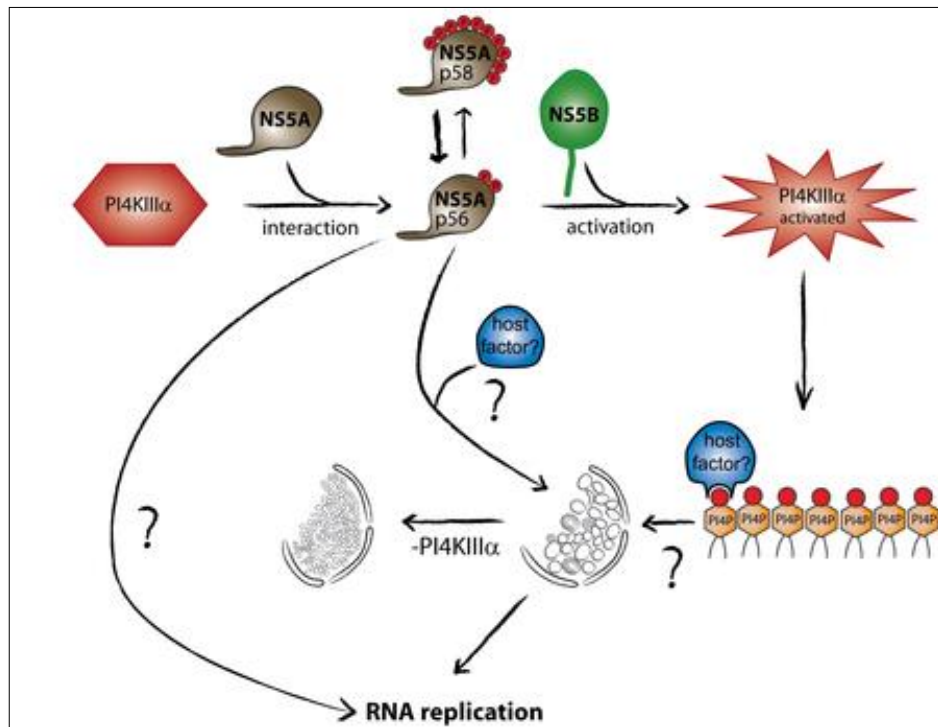 NS5A
p58
NS5A
NS5B
PI4KIIIα
interaction
NS5A
p56
activation
PI4KIIIα
activated
host
factor?
?
host
factor?
?
-PI4KIIIα
PI4P
PI4P
PI4P
PI4P
PI4P
PI4P
PI4P
?
RNA replication